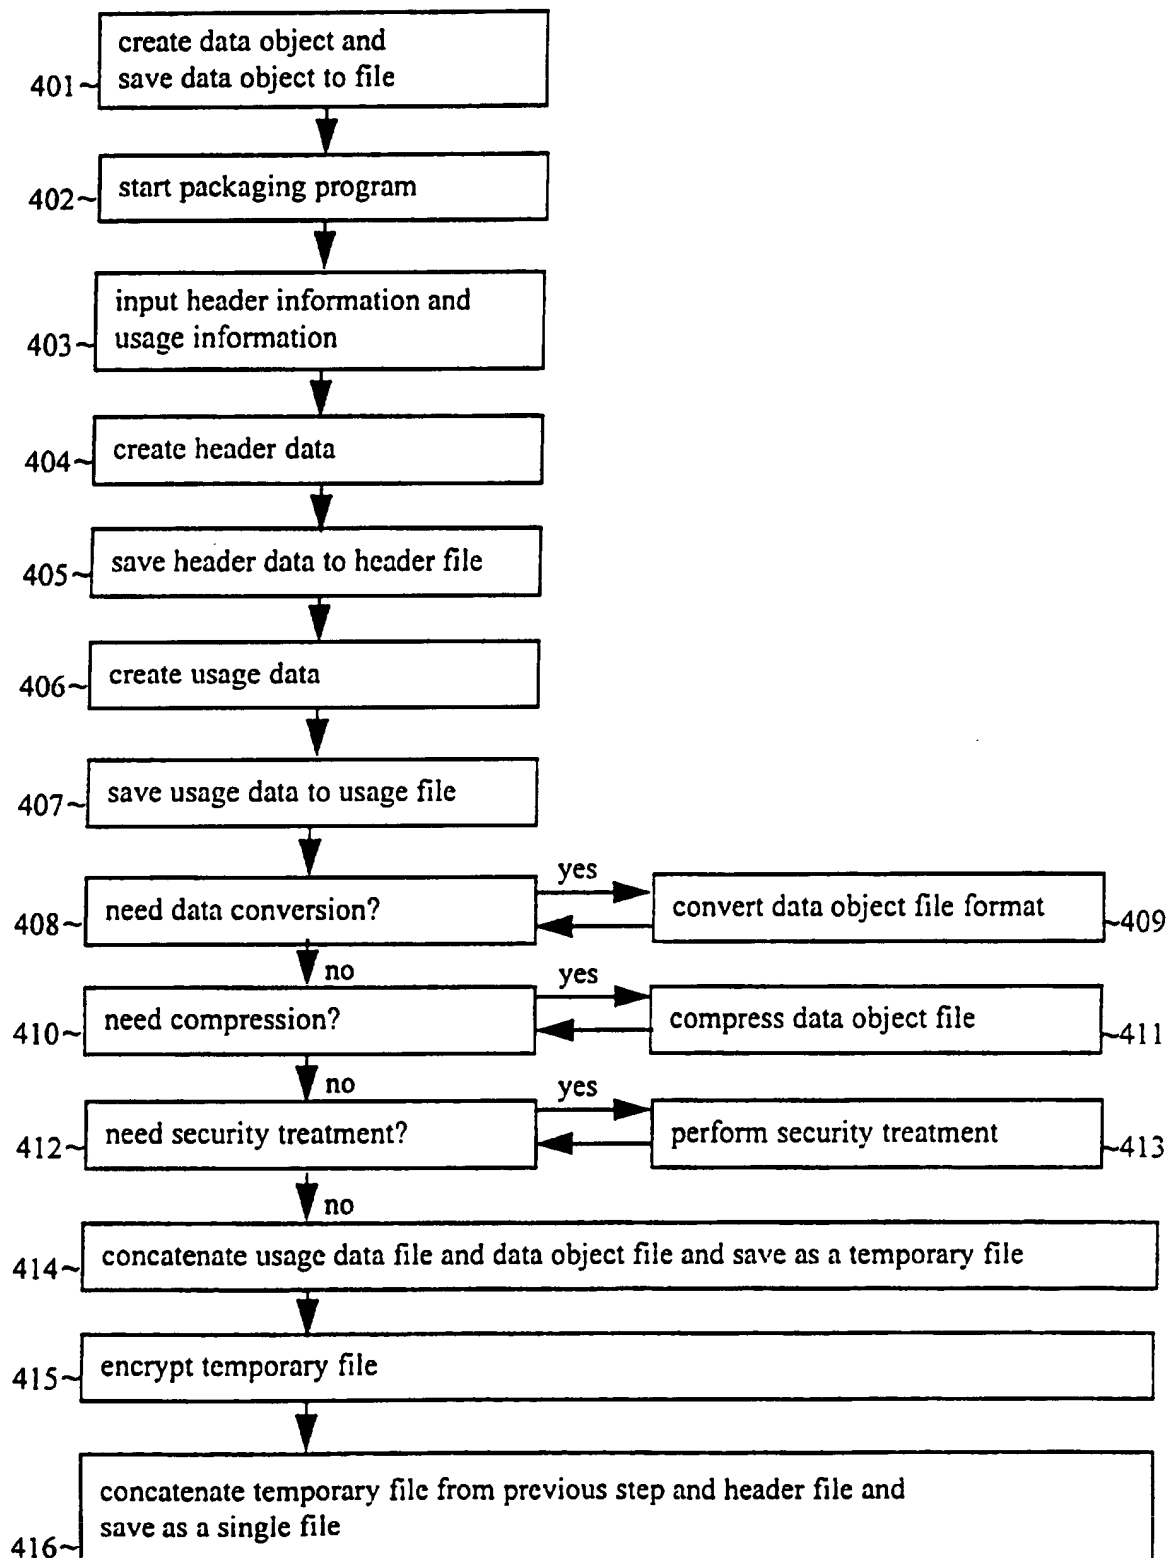 create data object and
save data object to file
401~
start packaging program
402~
input header information and
usage information
403~
create header data
404~
save header data to header file
405~
create usage data
406~
save usage data to usage file
407~
yes
need data conversion?
408~
convert data object file format
~409
no
yes
need compression?
410~
compress data object file
~411
no
yes
need security treatment?
412~
perform security treatment
~413
no
concatenate usage data file and data object file and save as a temporary file
414~
encrypt temporary file
415~
concatenate temporary file from previous step and header file and
save as a single file
416~